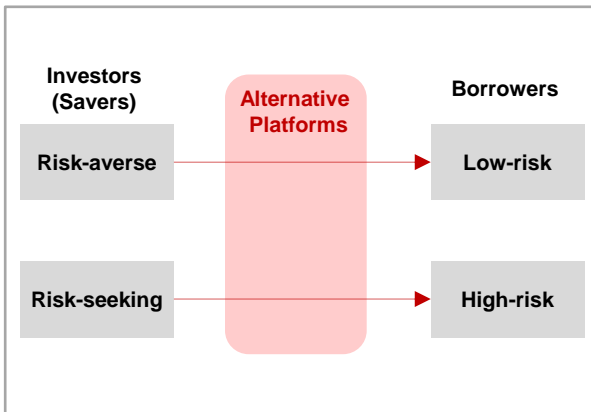 Investors
(Savers)
Alternative
Platforms
Borrowers
Risk-averse
Low-risk
Risk-seeking
High-risk